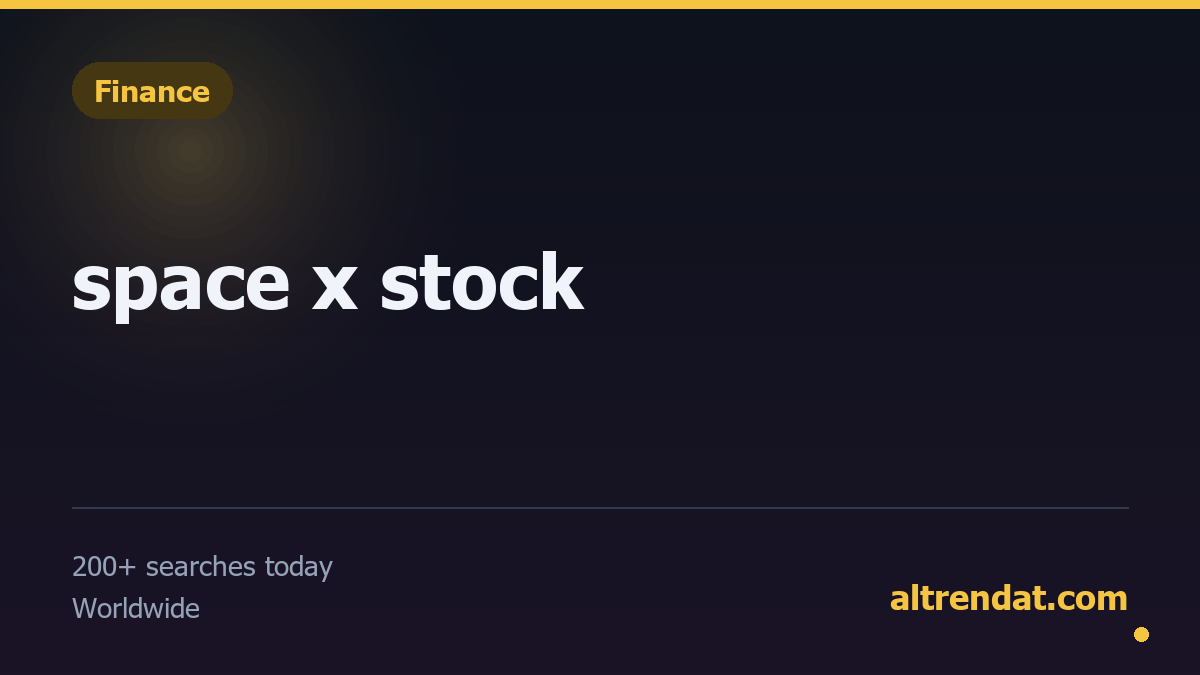 Finance
space x stock
200+ searches today
Worldwide
altrendat.com